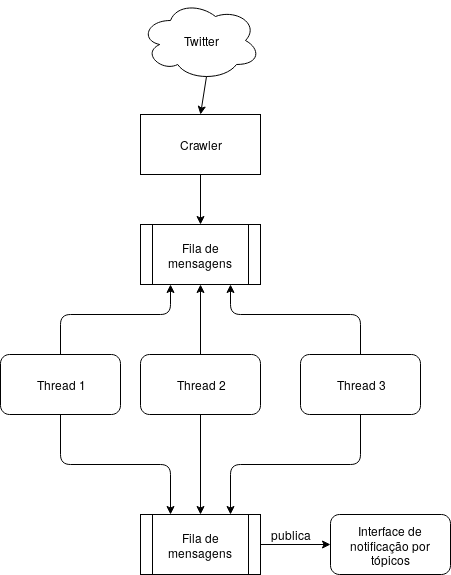 Twitter
Crawler
Fila de
mensagens
Thread 1
Thread 2
Thread 3
Fila de
mensagens
publica
Interface de
notificação por
tópicos